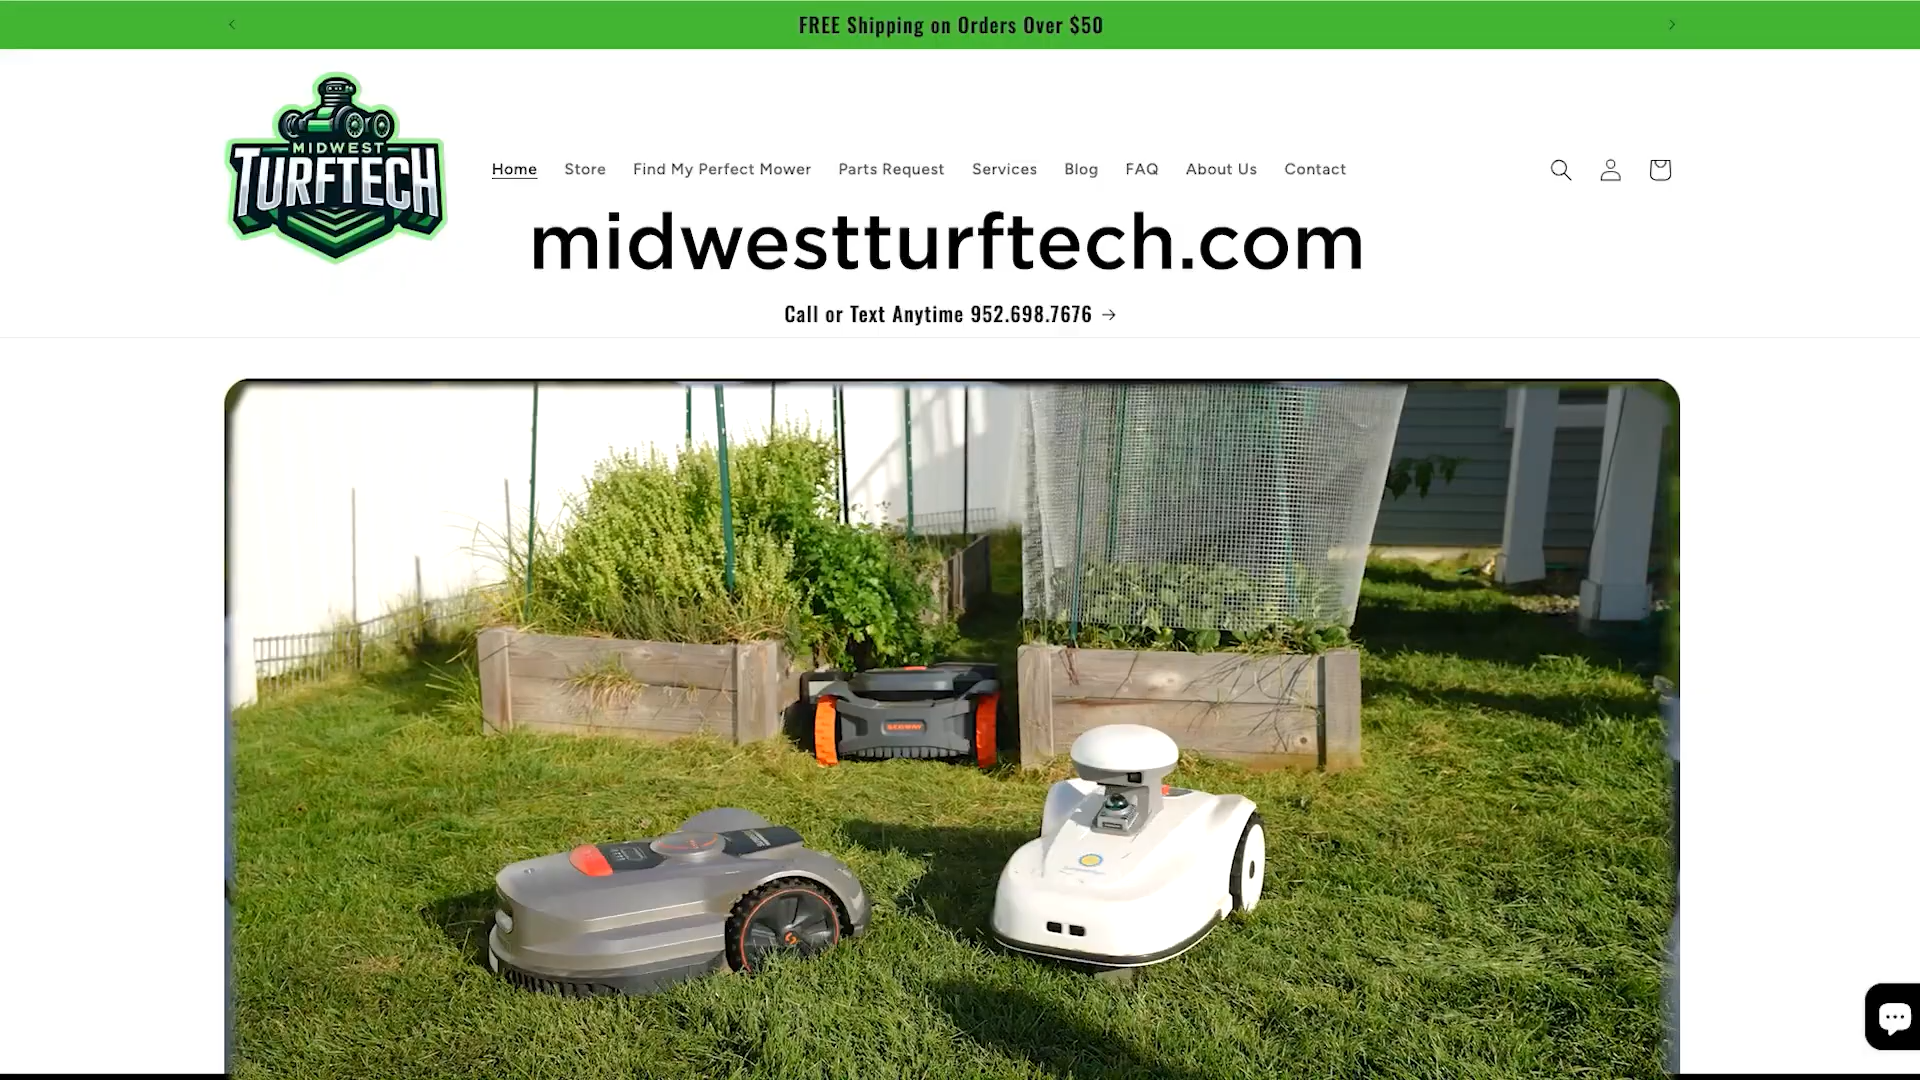 FREE Shipping on Orders Over $50
MIDWEST
TURFTECH
Home Store Find My Perfect Mower Parts Request Services Blog FAQ About Us Contact
midwestturftech.com
Call or Text Anytime 952.698.7676 →
SEGWAY